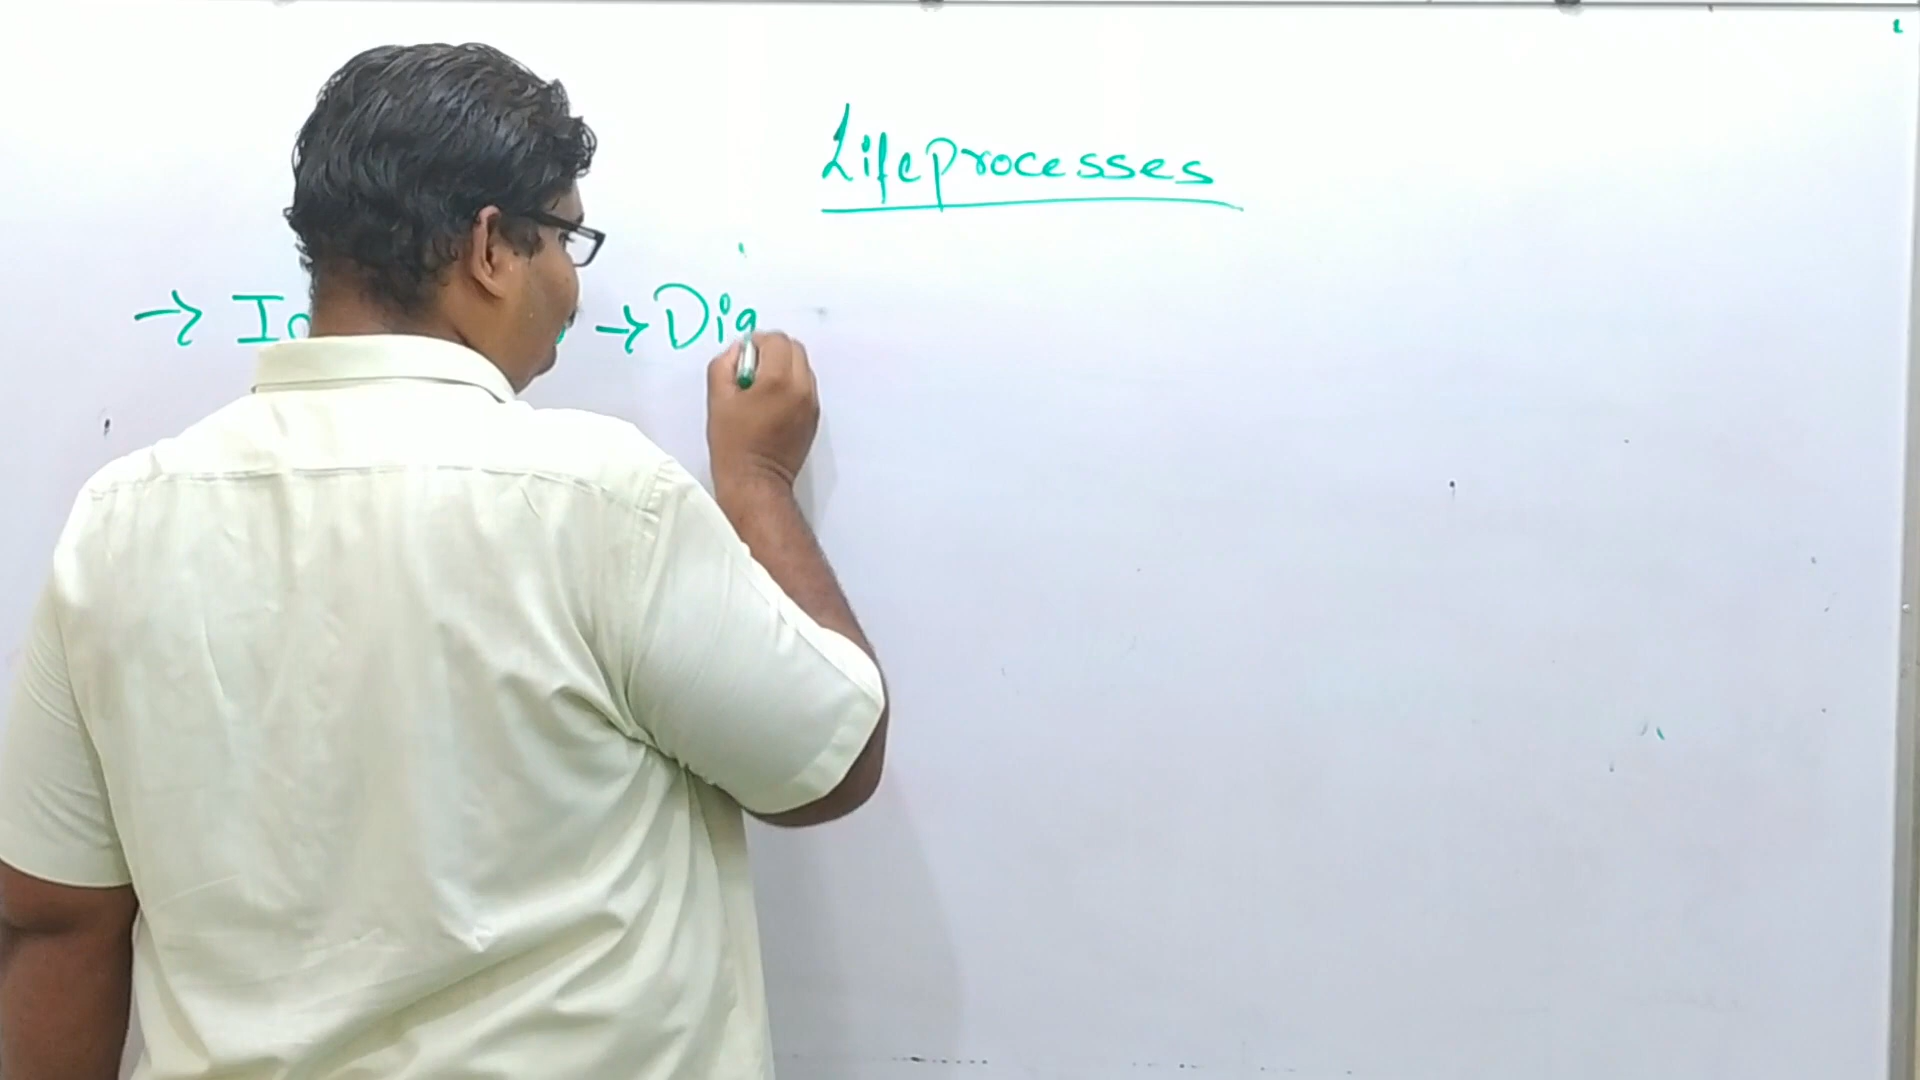 Lifeprocesses
→ → Dig